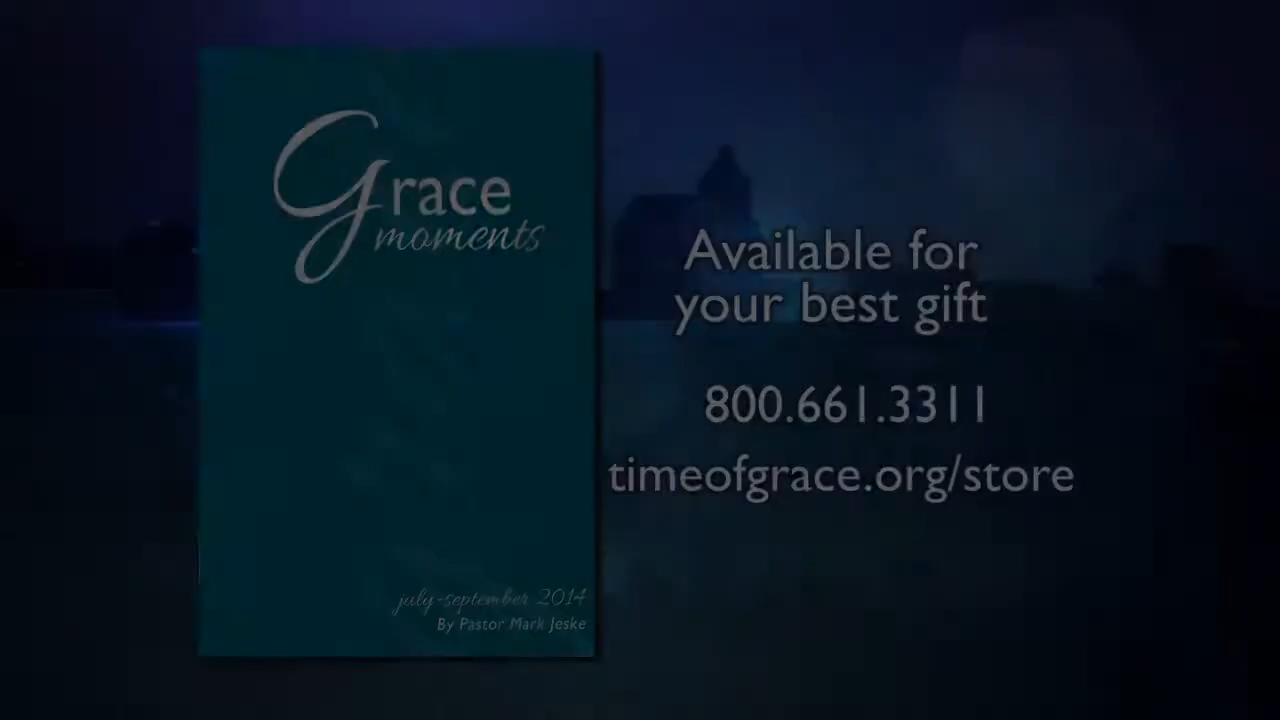 Grace
moments
july-september 2014
By Pastor Mark Jeske
Available for
your best gift
800.661.3311
timeofgrace.org/store